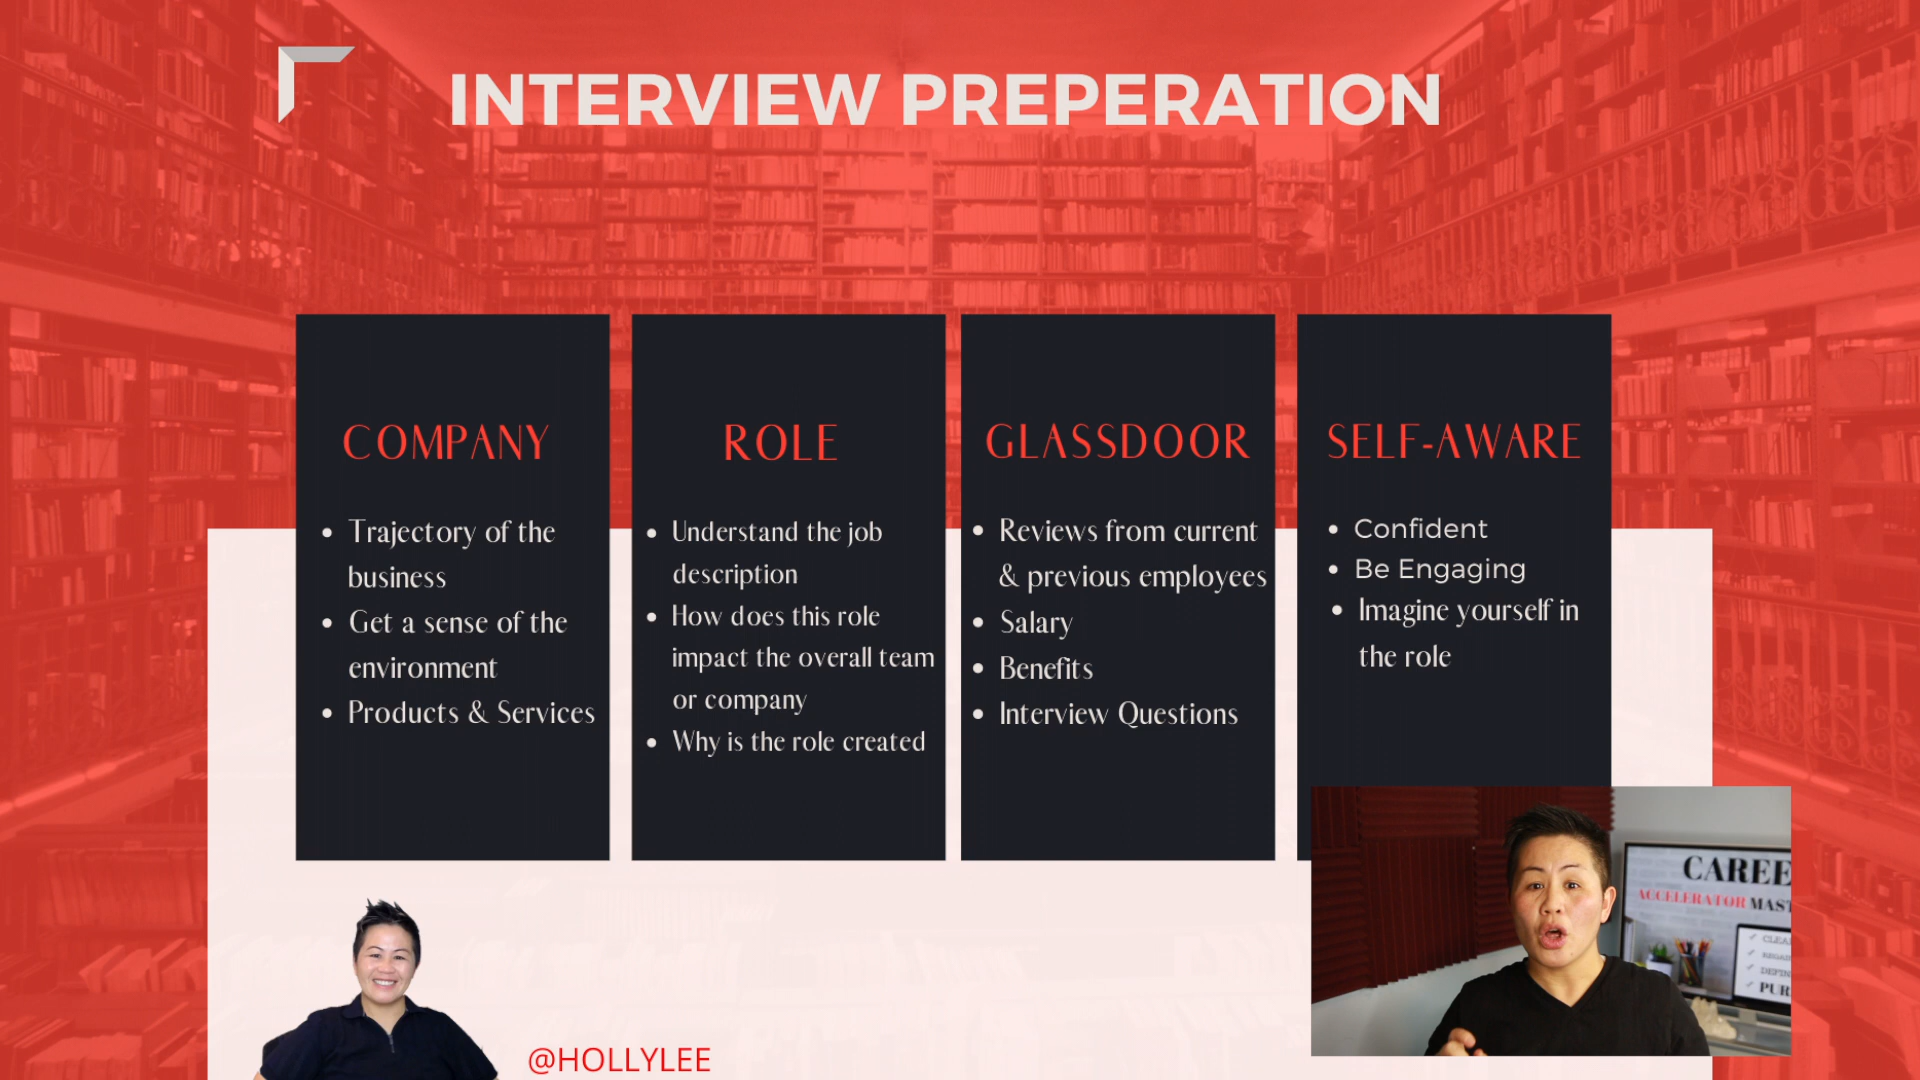 INTERVIEW PREPERATION
COMPANY
• Trajectory of the
business
• Get a sense of the
environment
• Products & Services
ROLE
• Understand the job
description
• How does this role
impact the overall team
or company
• Why is the role created
GLASSDOOR
• Reviews from current
& previous employees
• Salary
• Benefits
• Interview Questions
SELF-AWARE
• Confident
• Be Engaging
• Imagine yourself in
the role
@HOLLYLEE
CAREE
ACCELERATOR MAST
✓ CLEA
✓ DEFIN
✓ PUR